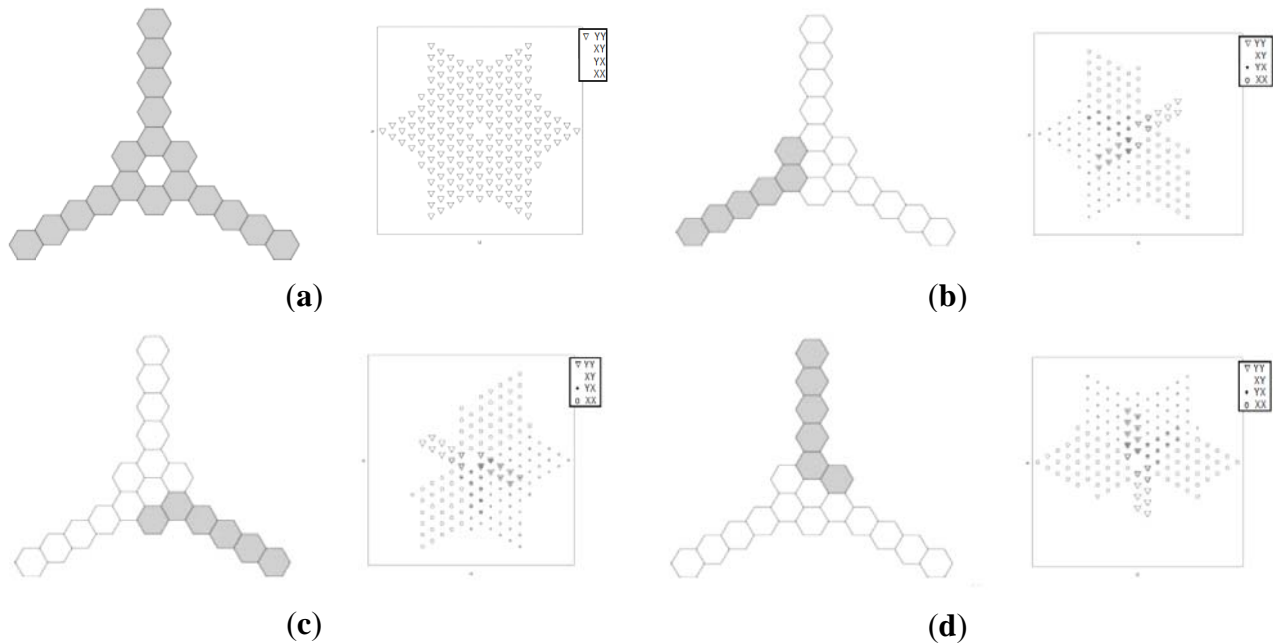 ▽ YY
XY
YX
XX
▽ YY
XY
• YX
o XX
(a)
(b)
▽ YY
XY
• YX
o XX
▽ YY
XY
• YX
o XX
(c)
(d)